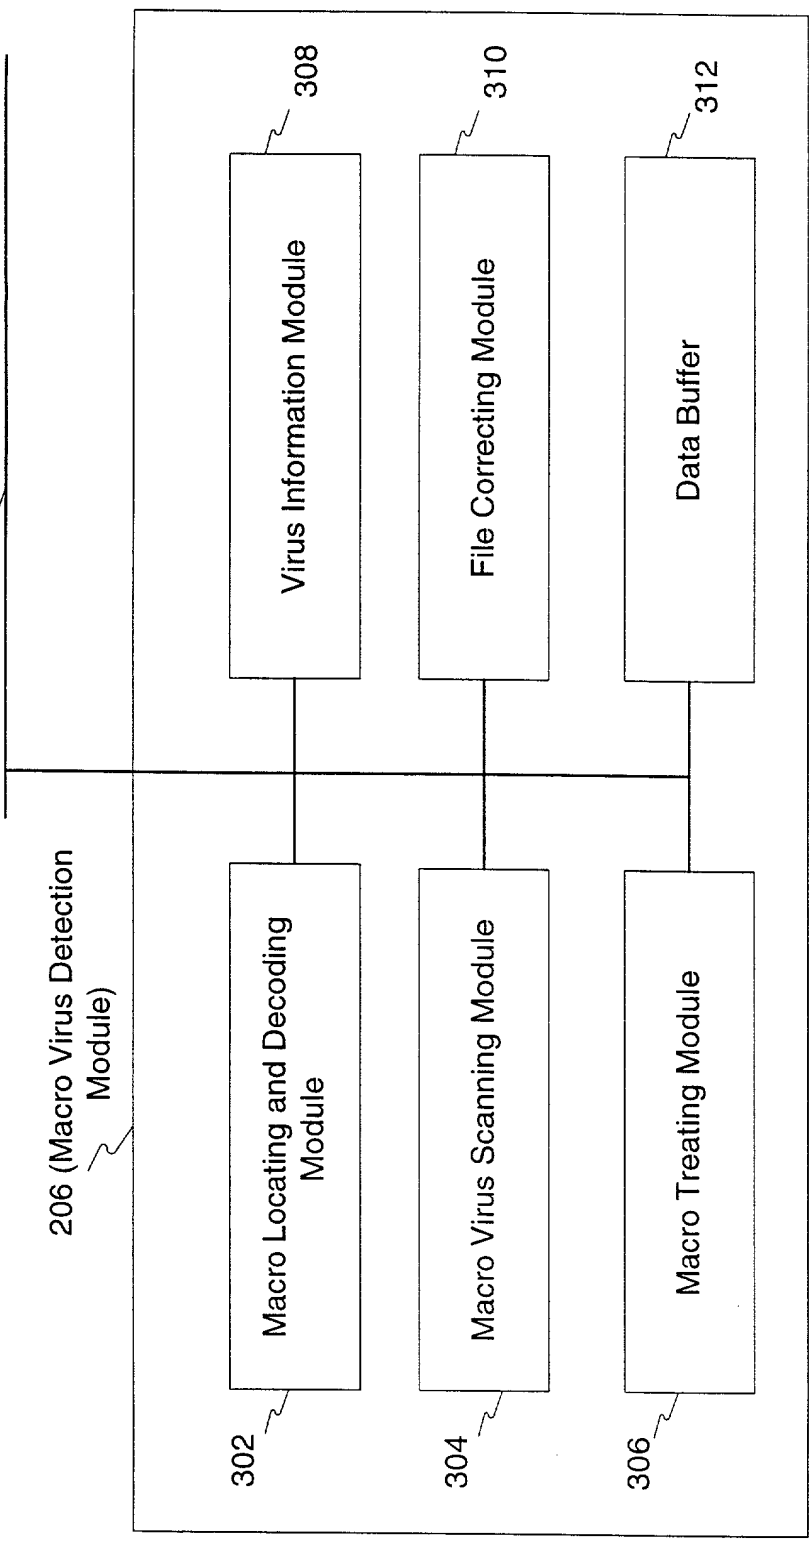 206 (Macro Virus Detection
Module)
302
Macro Locating and Decoding
Module
Virus Information Module
308
304
Macro Virus Scanning Module
File Correcting Module
310
306
Macro Treating Module
Data Buffer
312